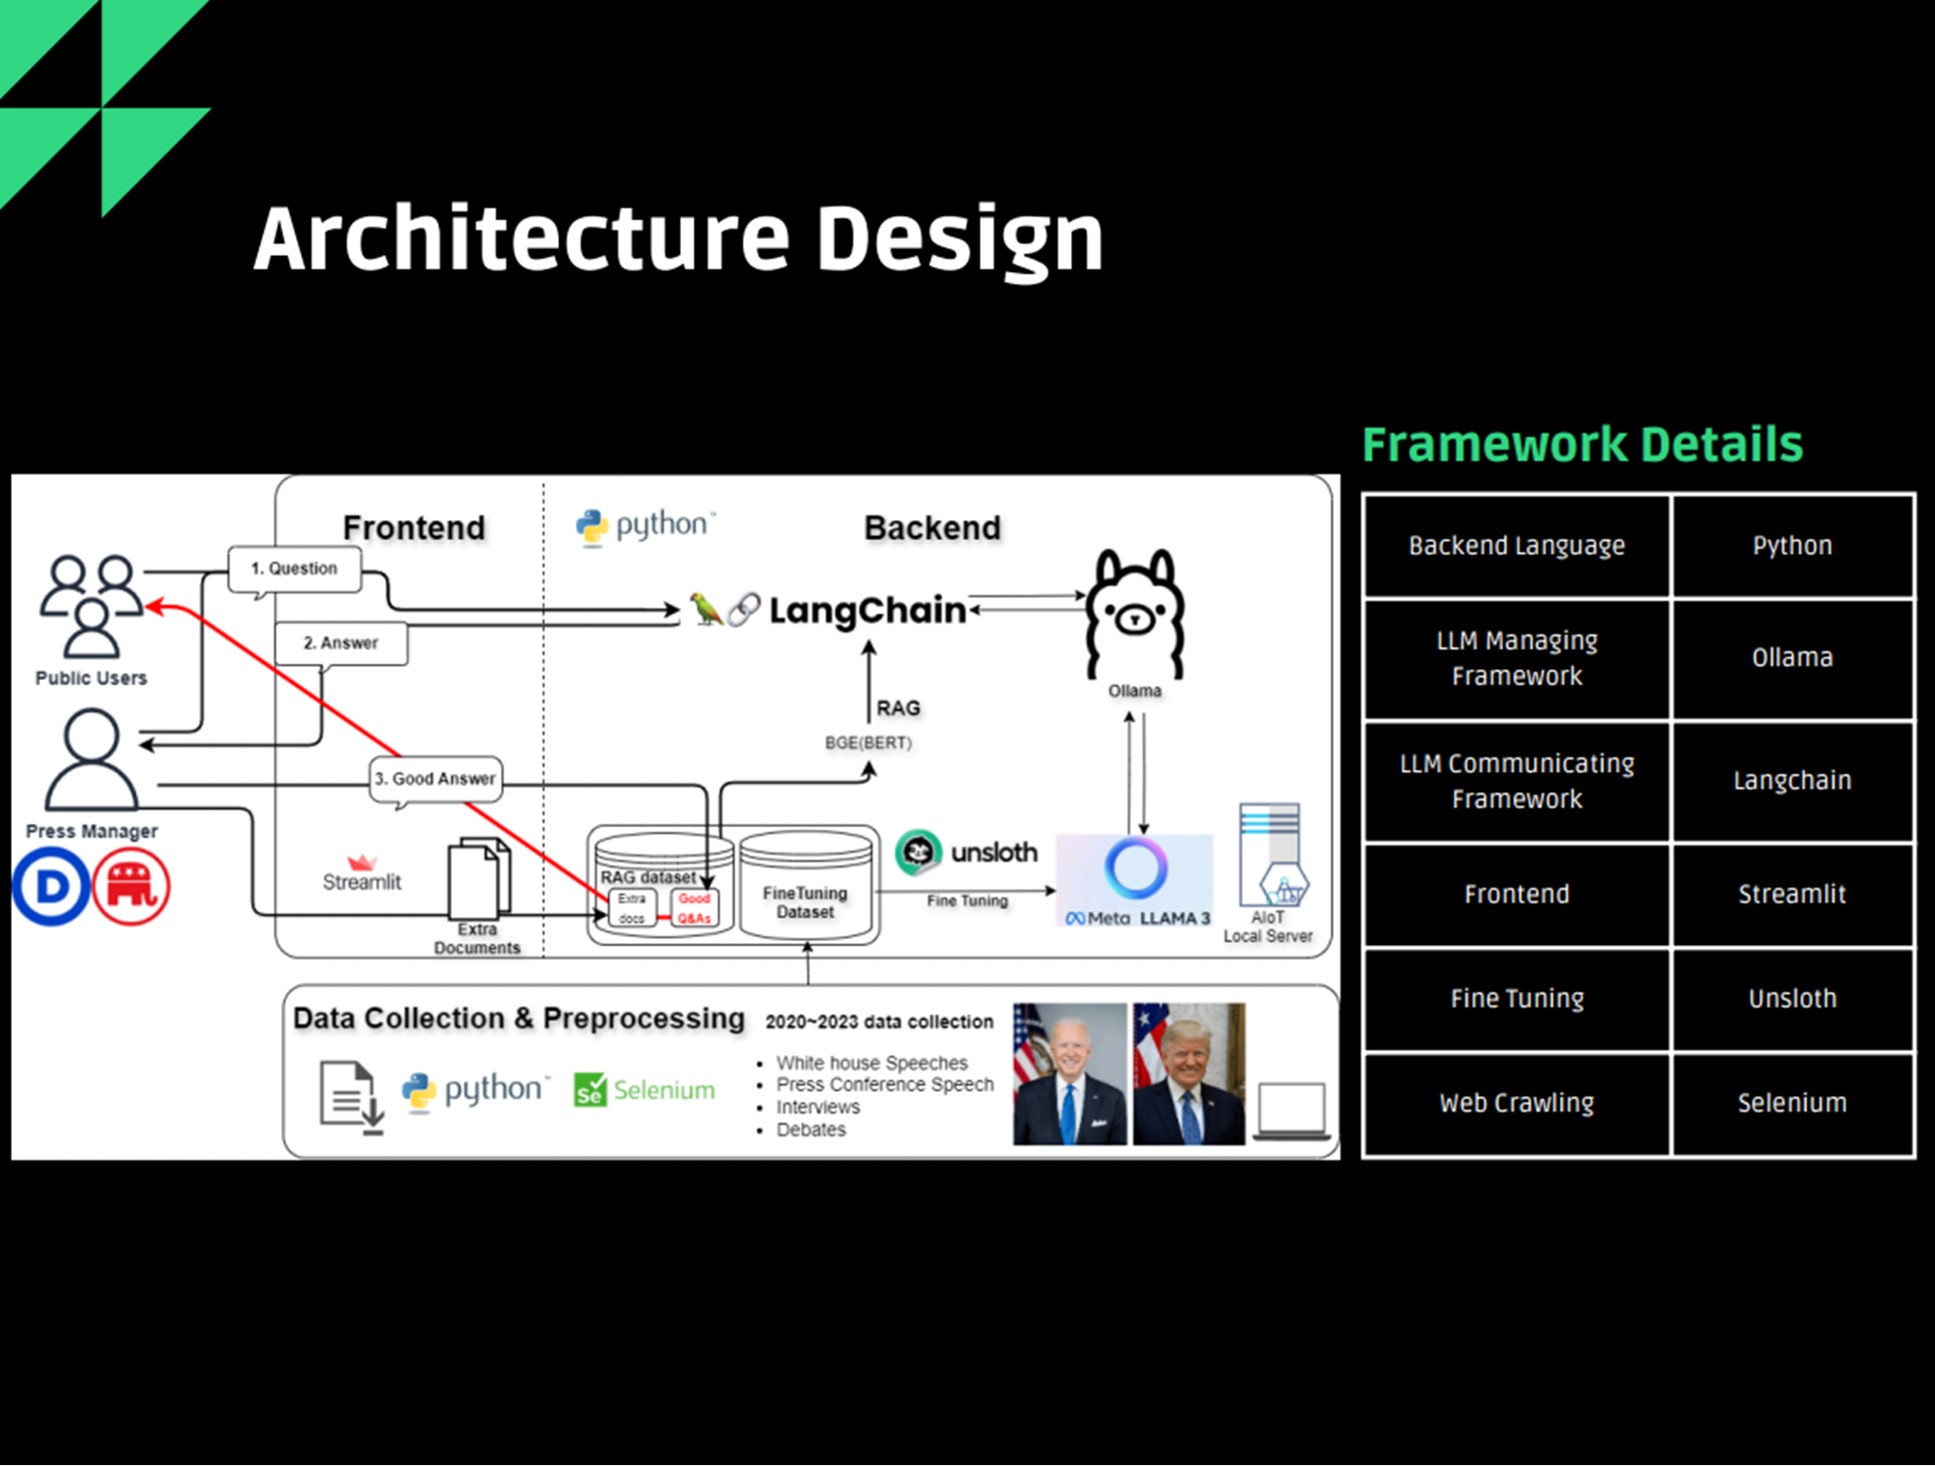 Architecture Design
Frontend
python™
Backend
1. Question
2. Answer
LangChain
Public Users
Ollama
RAG
BGE(BERT)
3. Good Answer
Press Manager
D
Streamlit
Extra
Documents
RAG dataset
Extra
docs
Good
Q&As
FineTuning
Dataset
unsloth
Fine Tuning
Meta LLAMA 3
AIoT
Local Server
Data Collection & Preprocessing
2020~2023 data collection
python™
Se Selenium
• White house Speeches
• Press Conference Speech
• Interviews
• Debates
Framework Details
Backend Language Python
LLM Managing
Framework
Ollama
LLM Communicating
Framework
Langchain
Frontend Streamlit
Fine Tuning Unsloth
Web Crawling Selenium